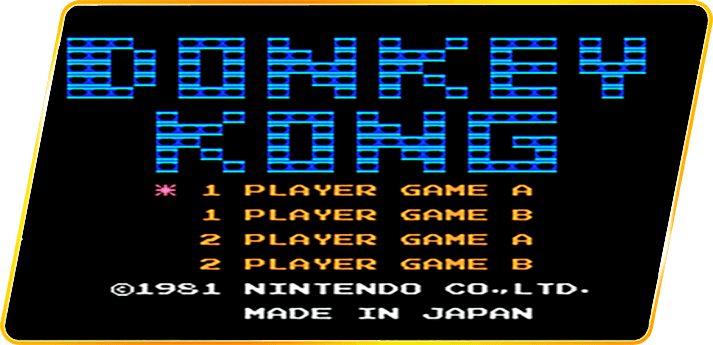 DONKEY
KONG
* 1 PLAYER GAME A
1 PLAYER GAME B
2 PLAYER GAME A
2 PLAYER GAME B
©1981 NINTENDO CO.,LTD.
MADE IN JAPAN